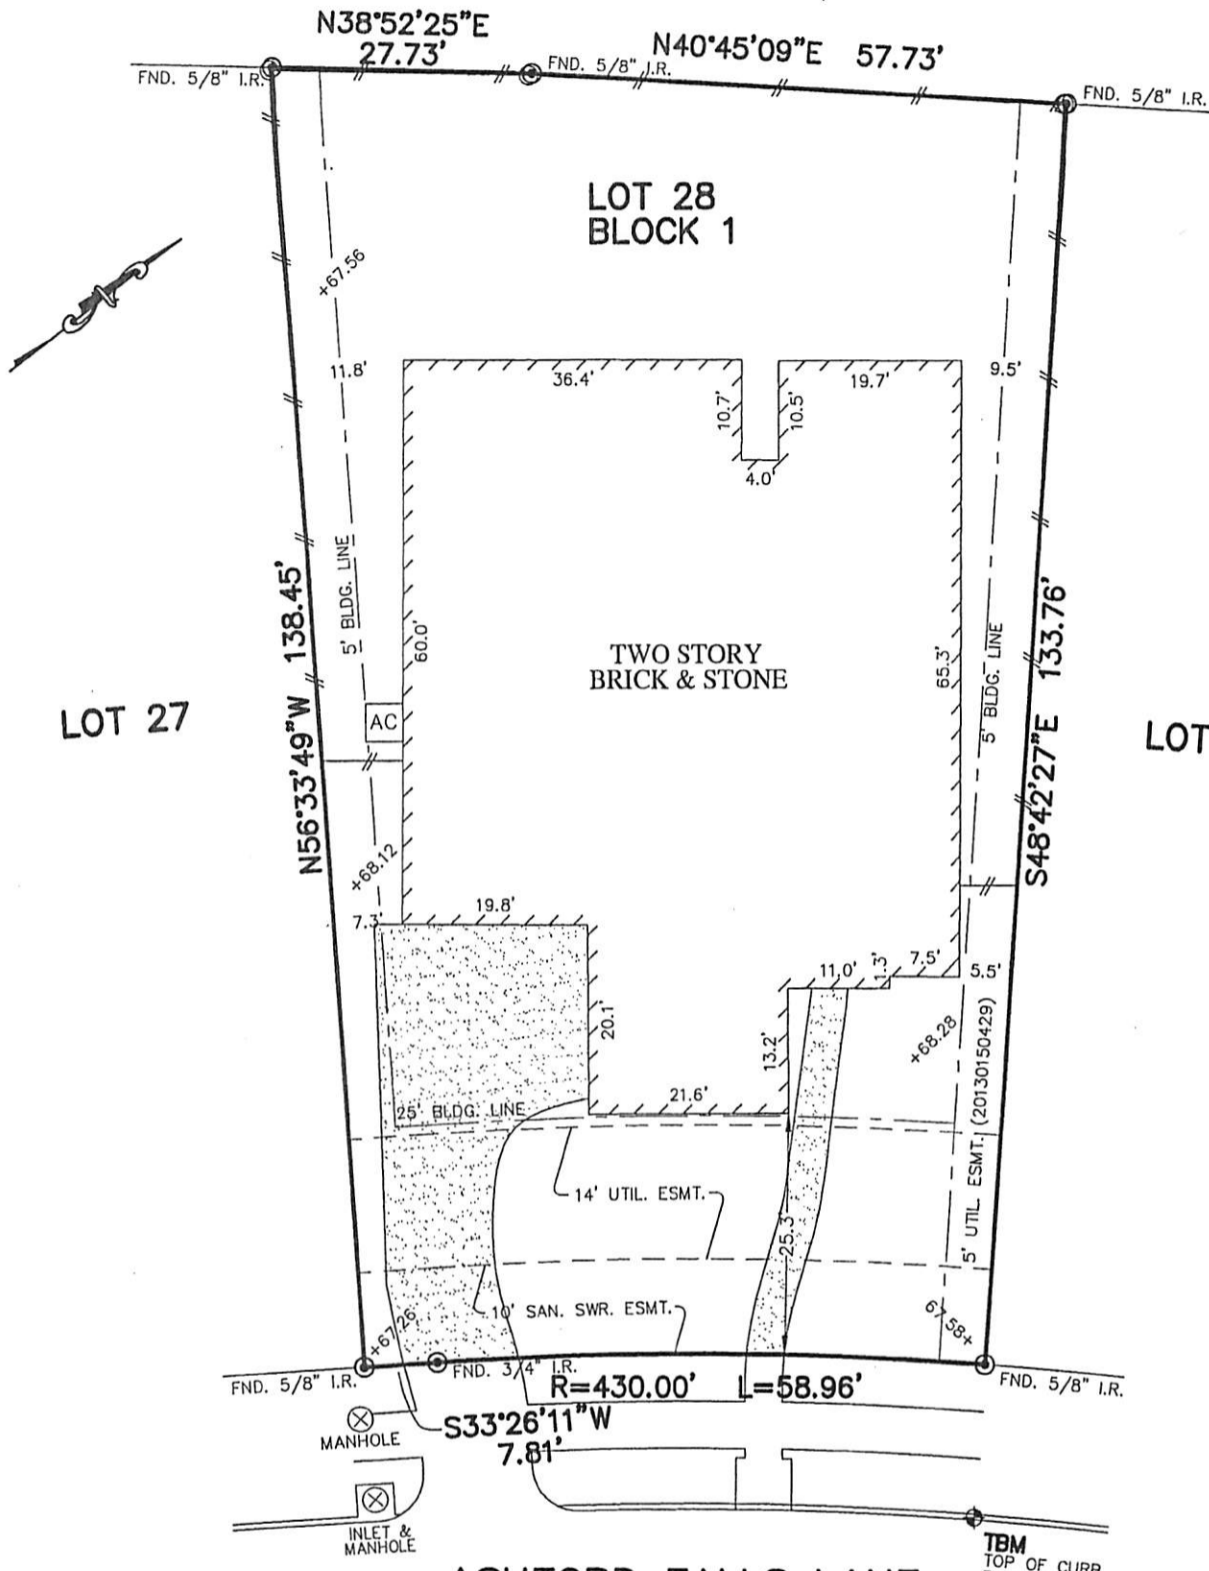 N38°52'25"E
27.73'
N40°45'09"E 57.73'
FND. 5/8" I.R.
FND. 5/8" I.R.
FND. 5/8" I.R.
LOT 28
BLOCK 1
+67.56
11.8'
36.4'
10.7'
10.5'
4.0'
19.7'
9.5'
5' BLDG. LINE
60.0'
N56°33'49"W 138.45'
TWO STORY
BRICK & STONE
65.3'
5' BLDG. LINE
S48°42'27"E 133.76'
LOT 27
AC
LOT
+68.12
7.3'
19.8'
20.1'
21.6'
13.2'
11.0'
1.3'
7.5'
5.5'
+68.28
5' UTIL. ESMT. (20130150429)
25' BLDG. LINE
14' UTIL. ESMT.
25.3'
10' SAN. SWR. ESMT.
+67.26
67.58+
FND. 5/8" I.R.
FND. 3/4" I.R.
FND. 5/8" I.R.
R=430.00' L=58.96'
S33°26'11"W
7.81'
MANHOLE
INLET &
MANHOLE
TBM
TOP OF CURB